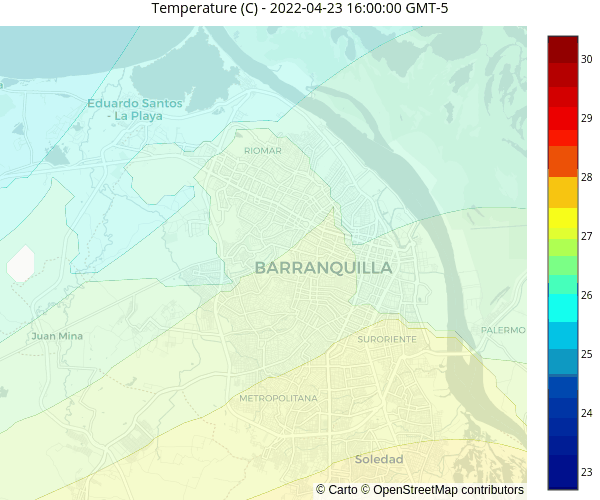 Temperature (C) - 2022-04-23 16:00:00 GMT-5
Eduardo Santos
- La Playa
RIOMAR
BARRANQUILLA
Juan Mina
SURORIENTE
PALERMO
METROPOLITANA
Soledad
© Carto © OpenStreetMap contributors
30
29
28
27
26
25
24
23